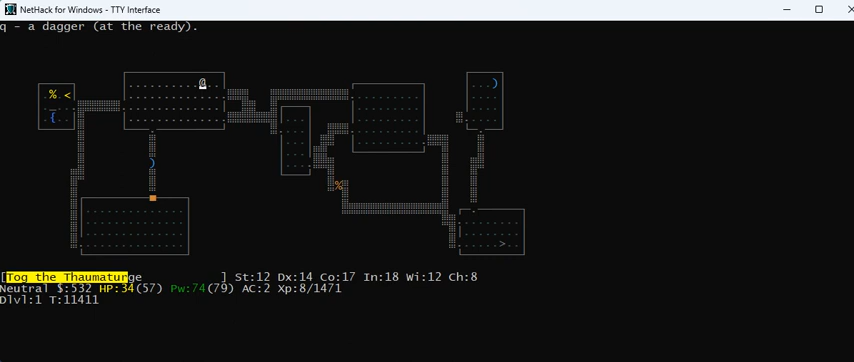 NetHack for Windows - TTY Interface
q - a dagger (at the ready).
[Tog the Thaumaturge ] St:12 Dx:14 Co:17 In:18 Wi:12 Ch:8
Neutral $:532 HP:34(57) Pw:74(79) AC:2 Xp:8/1471
Dlvl:1 T:11411